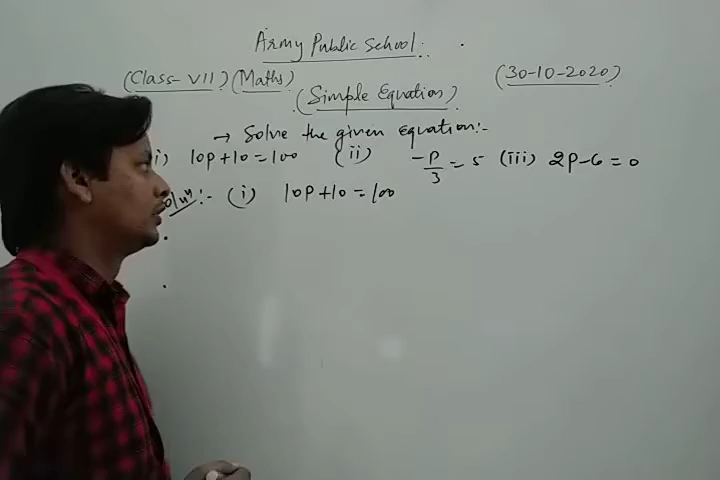 Army Public School:
(Class- VII) (Maths) (30-10-2020)
(Simple Equation)
→ Solve the given equation:-
i) 10p+10=100 (ii) -p/3 = 5 (iii) 2p-6=0
Soluⁿ:- (i) 10p+10=100